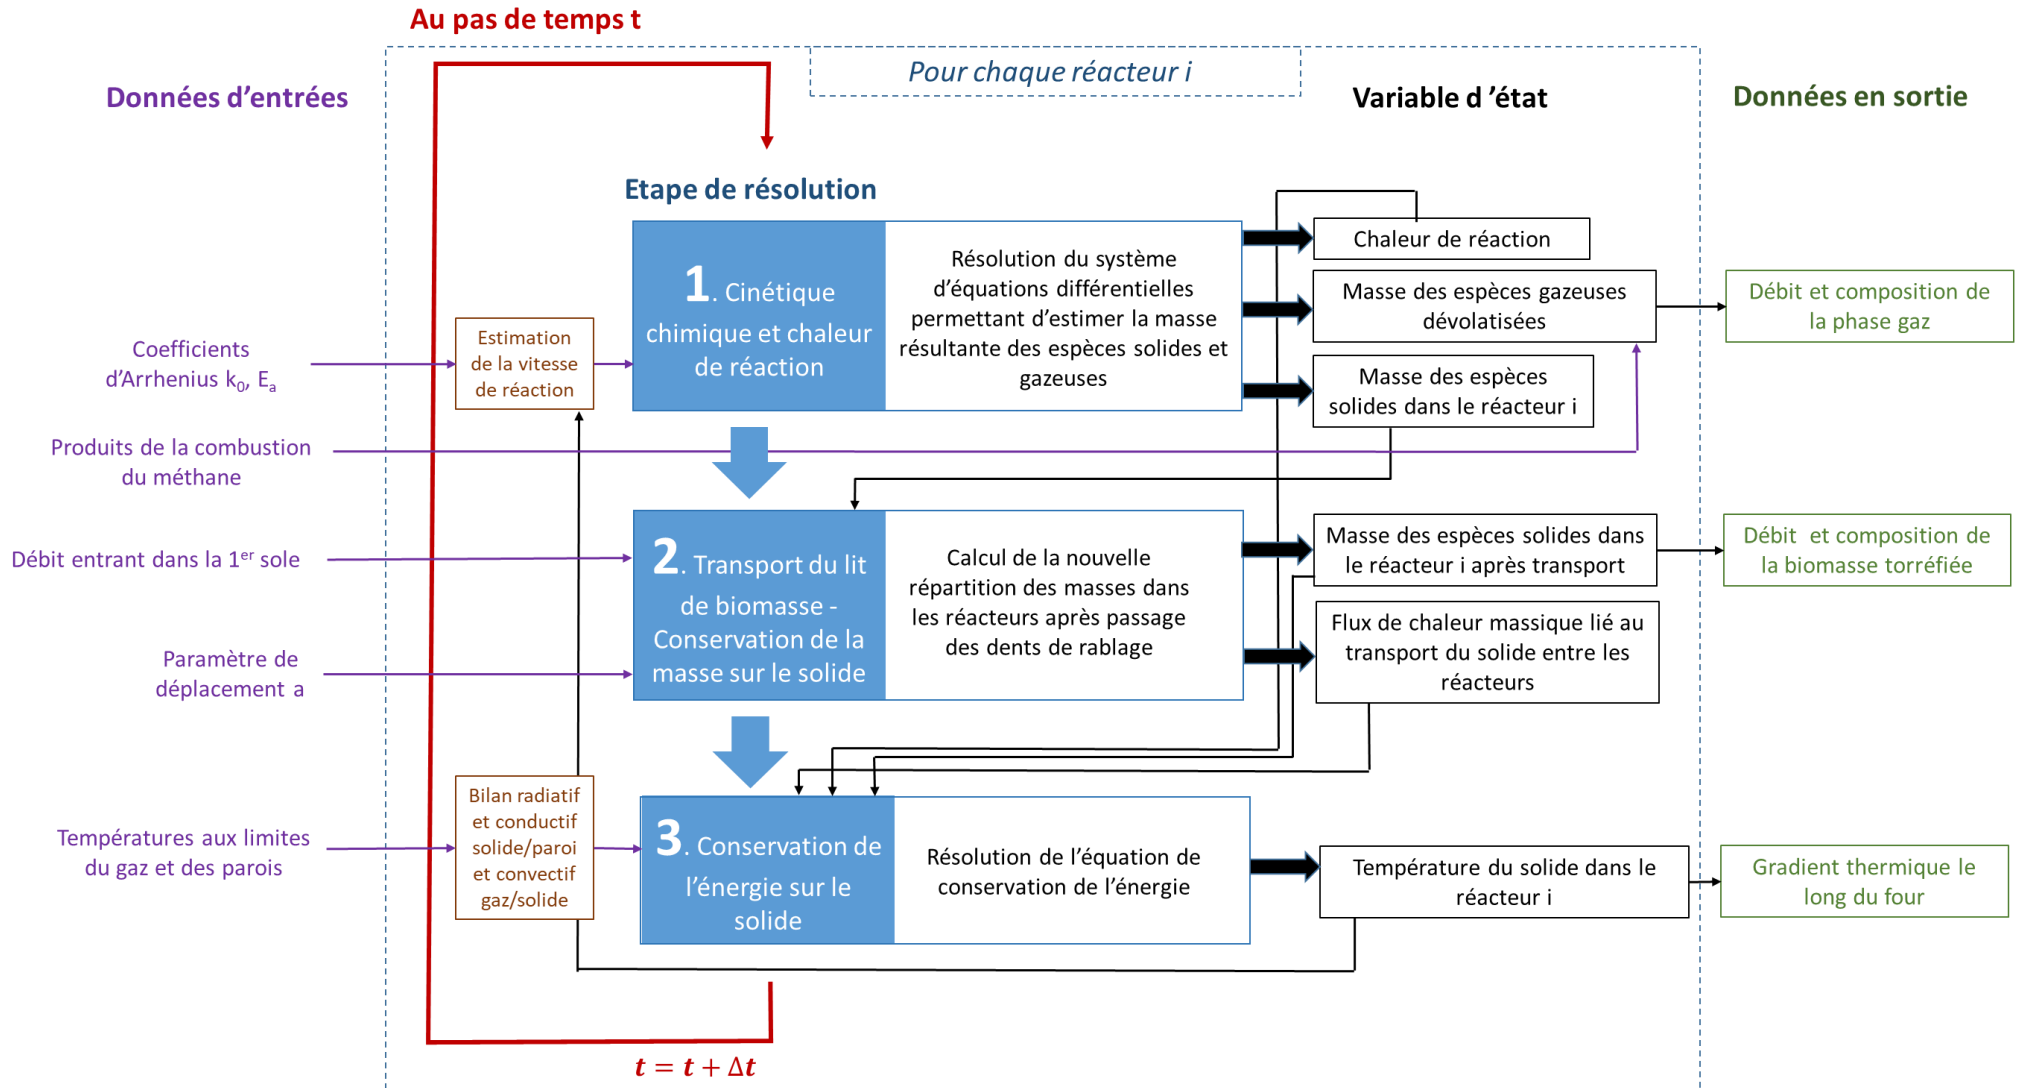 Au pas de temps t
Pour chaque réacteur i
Données d'entrées
Variable d 'état
Données en sortie
Etape de résolution
1. Cinétique
chimique et chaleur
de réaction
Résolution du système
d'équations différentielles
permettant d'estimer la masse
résultante des espèces solides et
gazeuses
Chaleur de réaction
Masse des espèces gazeuses
dévolatisées
Masse des espèces
solides dans le réacteur i
Débit et composition de
la phase gaz
Coefficients
d'Arrhenius k₀, Eₐ
Estimation
de la vitesse
de réaction
Produits de la combustion
du méthane
Débit entrant dans la 1er sole
Paramètre de
déplacement a
2. Transport du lit
de biomasse -
Conservation de la
masse sur le solide
Calcul de la nouvelle
répartition des masses dans
les réacteurs après passage
des dents de rablage
Masse des espèces solides dans
le réacteur i après transport
Flux de chaleur massique lié au
transport du solide entre les
réacteurs
Débit et composition de
la biomasse torréfiée
Températures aux limites
du gaz et des parois
Bilan radiatif
et conductif
solide/paroi
et convectif
gaz/solide
3. Conservation de
l'énergie sur le
solide
Résolution de l'équation de
conservation de l'énergie
Température du solide dans le
réacteur i
Gradient thermique le
long du four
t = t + Δt